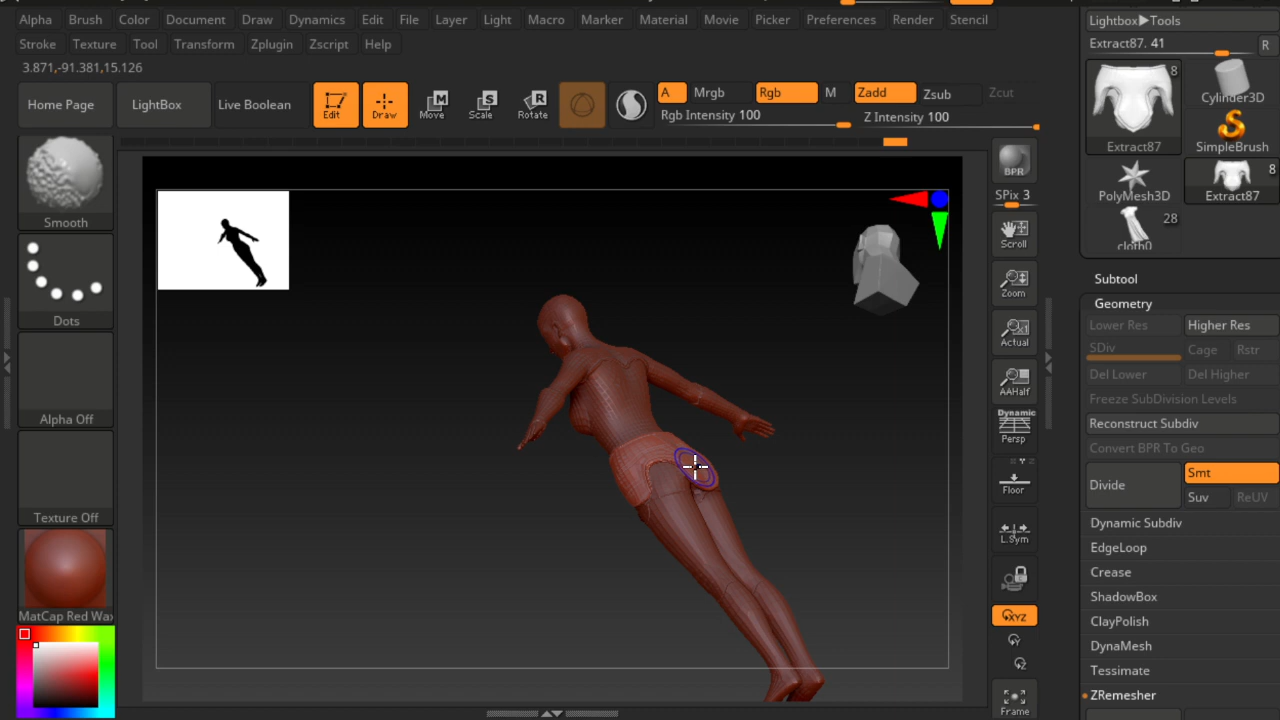 Alpha Brush Color Document Draw Dynamics Edit File Layer Light Macro Marker Material Movie Picker Preferences Render Stencil
Stroke Texture Tool Transform Zplugin Zscript Help
3.871,-91.381,15.126
Home Page
LightBox
Live Boolean
Edit
Draw
M
Move
S
Scale
R
Rotate
A
Mrgb
Rgb
M
Zadd
Zsub
Zcut
Rgb Intensity 100
Z Intensity 100
Smooth
Dots
Alpha Off
Texture Off
MatCap Red Wax
BPR
SPix 3
Scroll
Zoom
Actual
AAHalf
Dynamic
Persp
Floor
L.Sym
XYZ
Y
Z
Frame
Lightbox▶Tools
Extract87. 41
R
8
Extract87
Cylinder3D
SimpleBrush
PolyMesh3D
8
Extract87
28
cloth0
Subtool
Geometry
Lower Res Higher Res
SDiv Cage Rstr
Del Lower Del Higher
Freeze SubDivision Levels
Reconstruct Subdiv
Convert BPR To Geo
Divide
Smt
Suv ReUV
Dynamic Subdiv
EdgeLoop
Crease
ShadowBox
ClayPolish
DynaMesh
Tessimate
ZRemesher